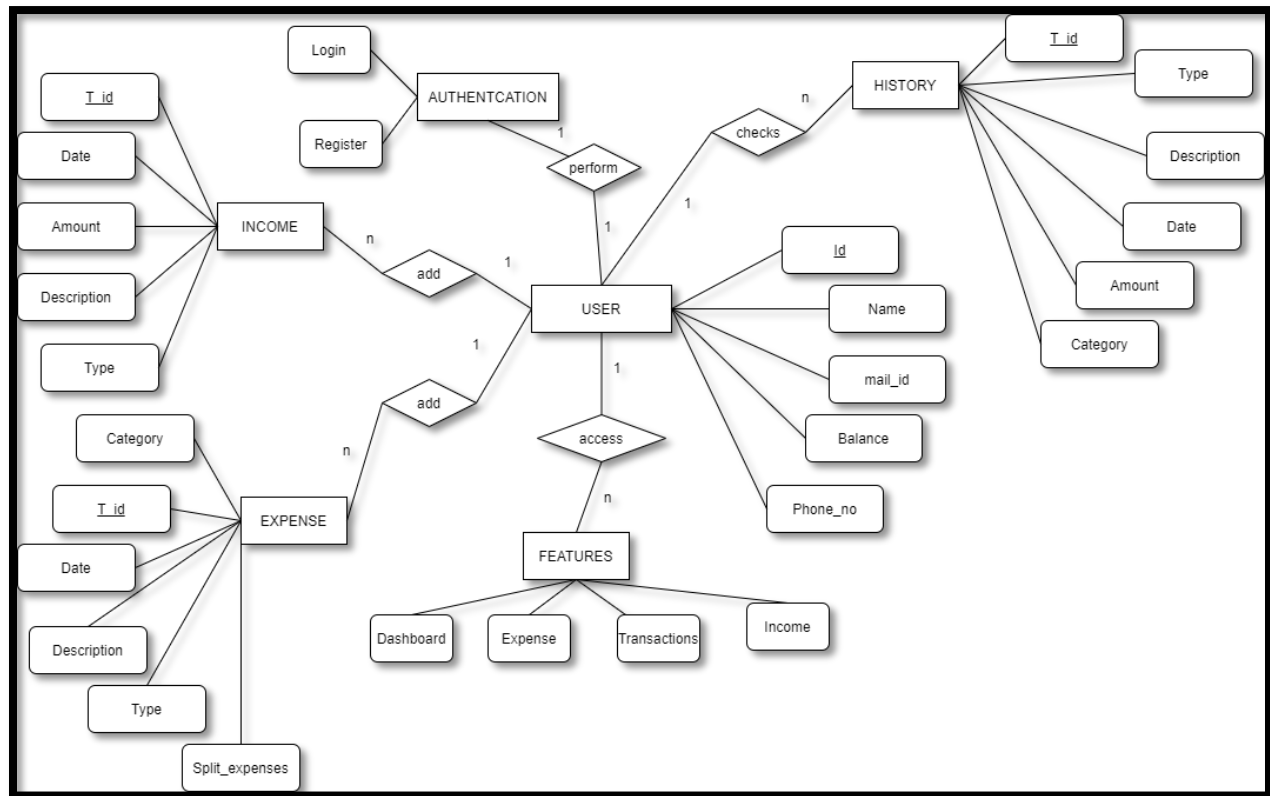 T_id
Login
Type
HISTORY
T_id
AUTHENTCATION
n
1
checks
Register
Date
Description
perform
1
Amount
INCOME
1
Date
n
Id
1
add
Description
Amount
USER
Name
1
Category
Type
1
mail_id
add
Category
access
Balance
n
T_id
n
Phone_no
EXPENSE
FEATURES
Date
Income
Dashboard
Expense
Transactions
Description
Type
Split_expenses